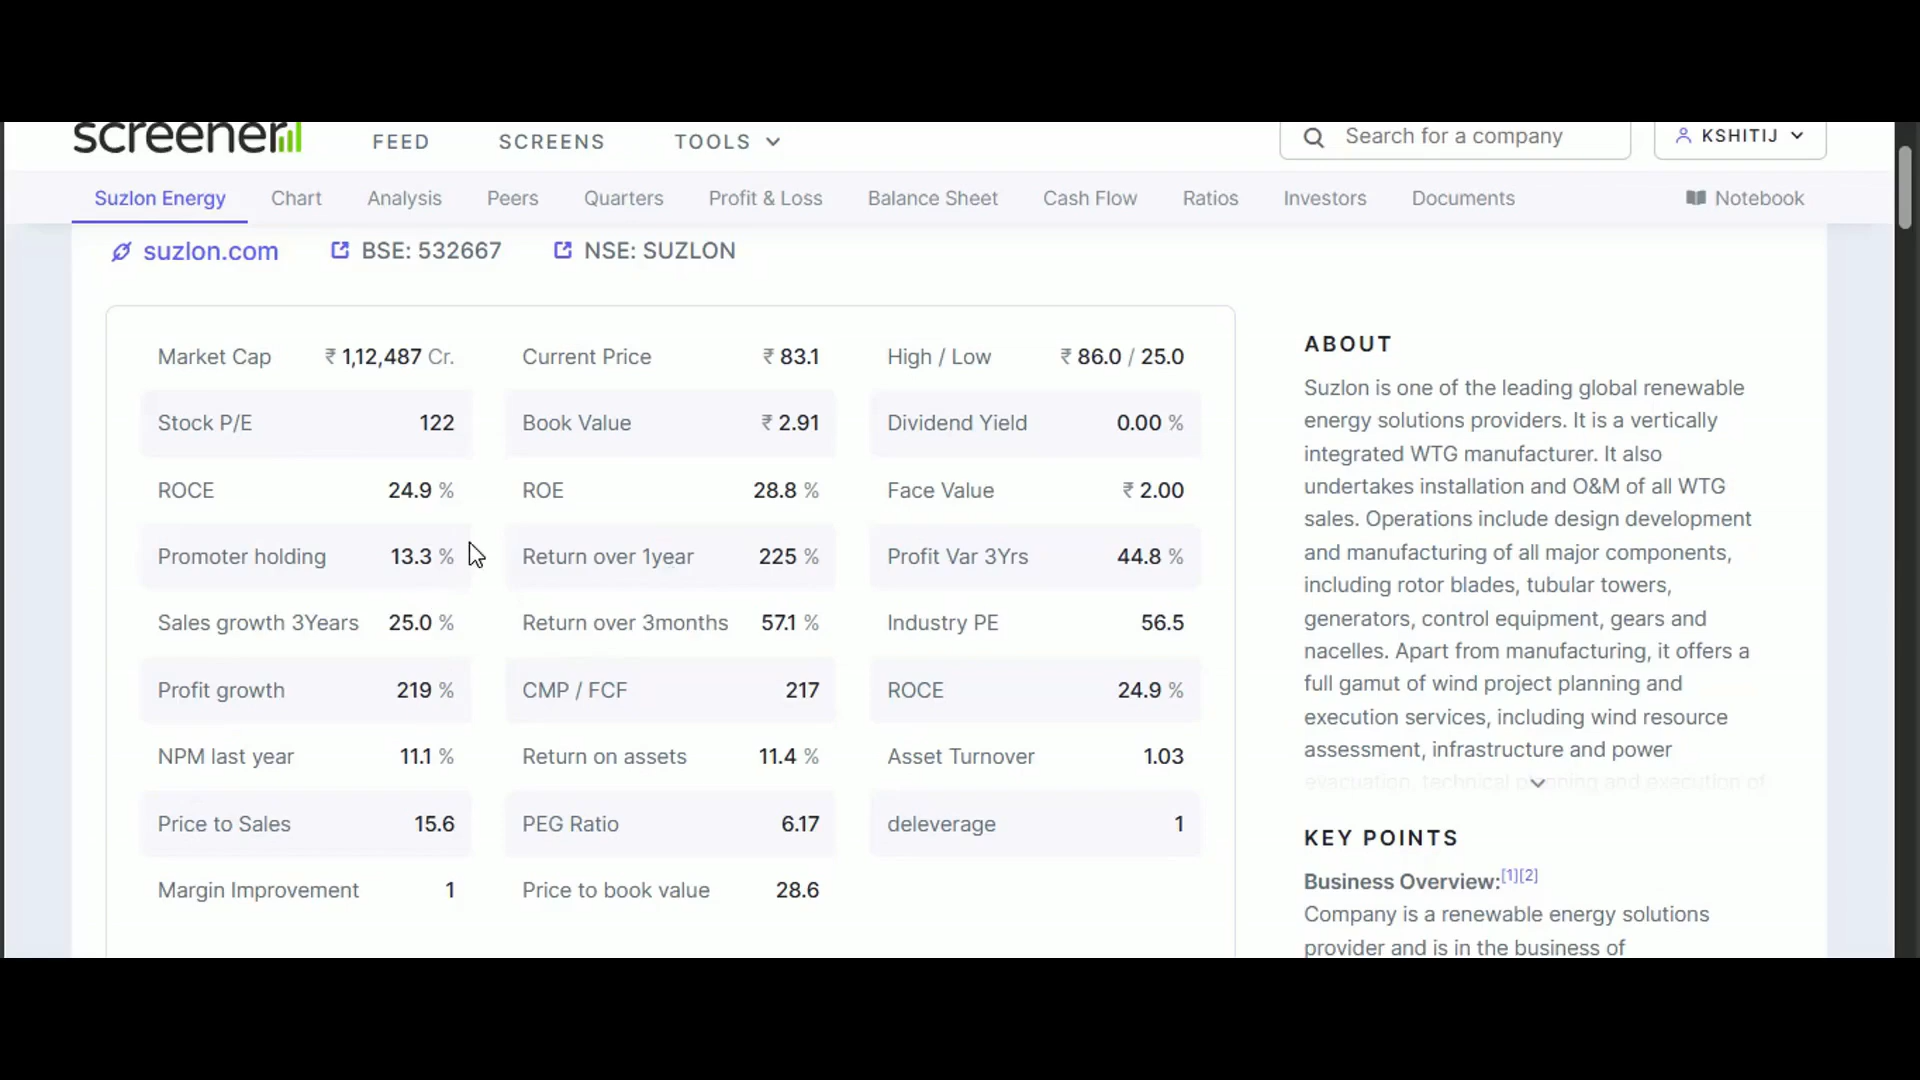 screener FEED SCREENS TOOLS Search for a company KSHITIJ
Suzlon Energy Chart Analysis Peers Quarters Profit & Loss Balance Sheet Cash Flow Ratios Investors Documents Notebook
suzlon.com BSE: 532667 NSE: SUZLON
Market Cap ₹ 1,12,487 Cr. Current Price ₹ 83.1 High / Low ₹ 86.0 / 25.0
Stock P/E 122 Book Value ₹ 2.91 Dividend Yield 0.00 %
ROCE 24.9 % ROE 28.8 % Face Value ₹ 2.00
Promoter holding 13.3 % Return over 1year 225 % Profit Var 3Yrs 44.8 %
Sales growth 3Years 25.0 % Return over 3months 57.1 % Industry PE 56.5
Profit growth 219 % CMP / FCF 217 ROCE 24.9 %
NPM last year 11.1 % Return on assets 11.4 % Asset Turnover 1.03
Price to Sales 15.6 PEG Ratio 6.17 deleverage 1
Margin Improvement 1 Price to book value 28.6
ABOUT
Suzlon is one of the leading global renewable
energy solutions providers. It is a vertically
integrated WTG manufacturer. It also
undertakes installation and O&M of all WTG
sales. Operations include design development
and manufacturing of all major components,
including rotor blades, tubular towers,
generators, control equipment, gears and
nacelles. Apart from manufacturing, it offers a
full gamut of wind project planning and
execution services, including wind resource
assessment, infrastructure and power
evacuation, technical planning and execution of
KEY POINTS
Business Overview:[1][2]
Company is a renewable energy solutions
provider and is in the business of